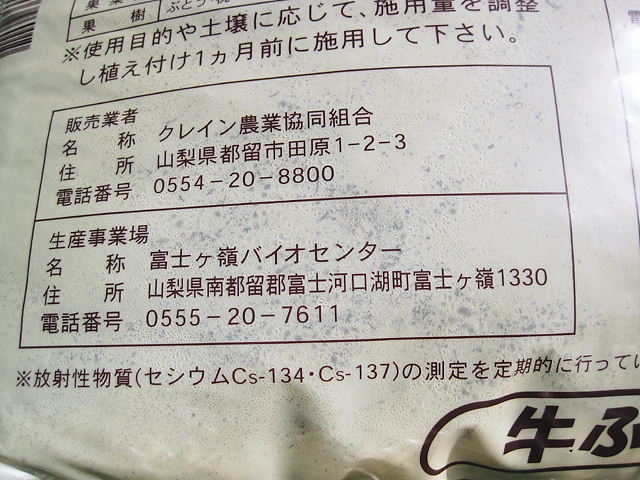 果 樹 ぶどう
※使用目的や土壌に応じて、施用量を調整
し植え付け1ヵ月前に施用して下さい。
販売業者
名 称 クレイン農業協同組合
住 所 山梨県都留市田原1-2-3
電話番号 0554-20-8800
生産事業場
名 称 富士ヶ嶺バイオセンター
住 所 山梨県南都留郡富士河口湖町富士ヶ嶺1330
電話番号 0555-20-7611
※放射性物質(セシウムCs-134・Cs-137)の測定を定期的に行ってい
牛ふ